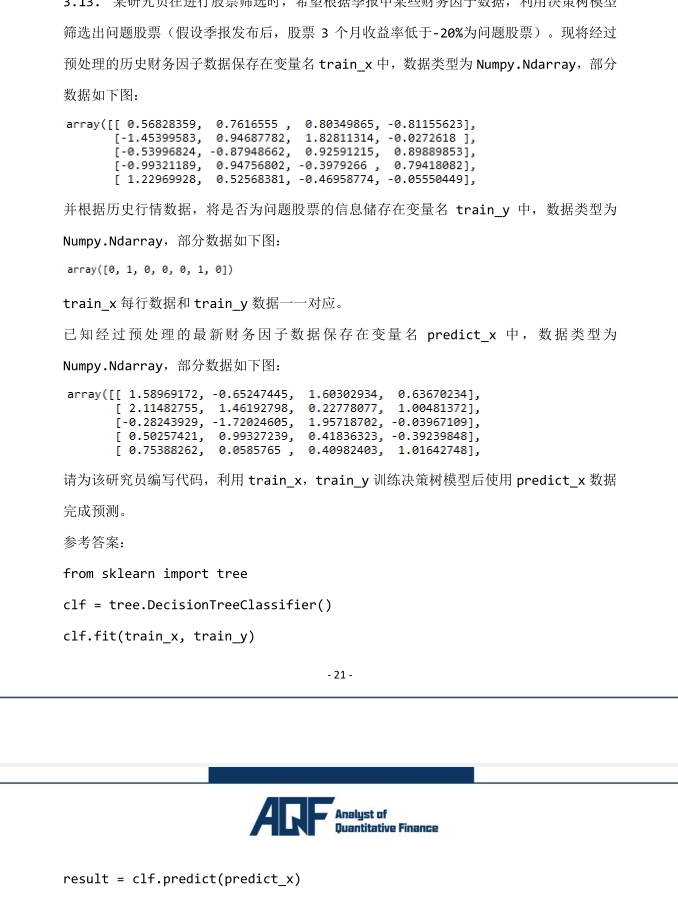 3.13. 某研究员在进行股票筛选时，希望根据季报中某些财务因子数据，利用决策树模型
筛选出问题股票（假设季报发布后，股票 3 个月收益率低于-20%为问题股票）。现将经过
预处理的历史财务因子数据保存在变量名 train_x 中，数据类型为 Numpy.Ndarray，部分
数据如下图：
array([[ 0.56828359, 0.7616555 , 0.80349865, -0.81155623],
[-1.45399583, 0.94687782, 1.82811314, -0.0272618 ],
[-0.53996824, -0.87948662, 0.92591215, 0.89889853],
[-0.99321189, 0.94756802, -0.3979266 , 0.79418082],
[ 1.22969928, 0.52568381, -0.46958774, -0.05550449],
并根据历史行情数据，将是否为问题股票的信息储存在变量名 train_y 中，数据类型为
Numpy.Ndarray，部分数据如下图：
array([0, 1, 0, 0, 0, 1, 0])
train_x 每行数据和 train_y 数据一一对应。
已知经过预处理的最新财务因子数据保存在变量名 predict_x 中，数据类型为
Numpy.Ndarray，部分数据如下图：
array([[ 1.58969172, -0.65247445, 1.60302934, 0.63670234],
[ 2.11482755, 1.46192798, 0.22778077, 1.00481372],
[-0.28243929, -1.72024605, 1.95718702, -0.03967109],
[ 0.50257421, 0.99327239, 0.41836323, -0.39239848],
[ 0.75388262, 0.0585765 , 0.40982403, 1.01642748],
请为该研究员编写代码，利用 train_x，train_y 训练决策树模型后使用 predict_x 数据
完成预测。
参考答案：
from sklearn import tree
clf = tree.DecisionTreeClassifier()
clf.fit(train_x, train_y)
- 21 -
AQF Analyst of
Quantitative Finance
result = clf.predict(predict_x)